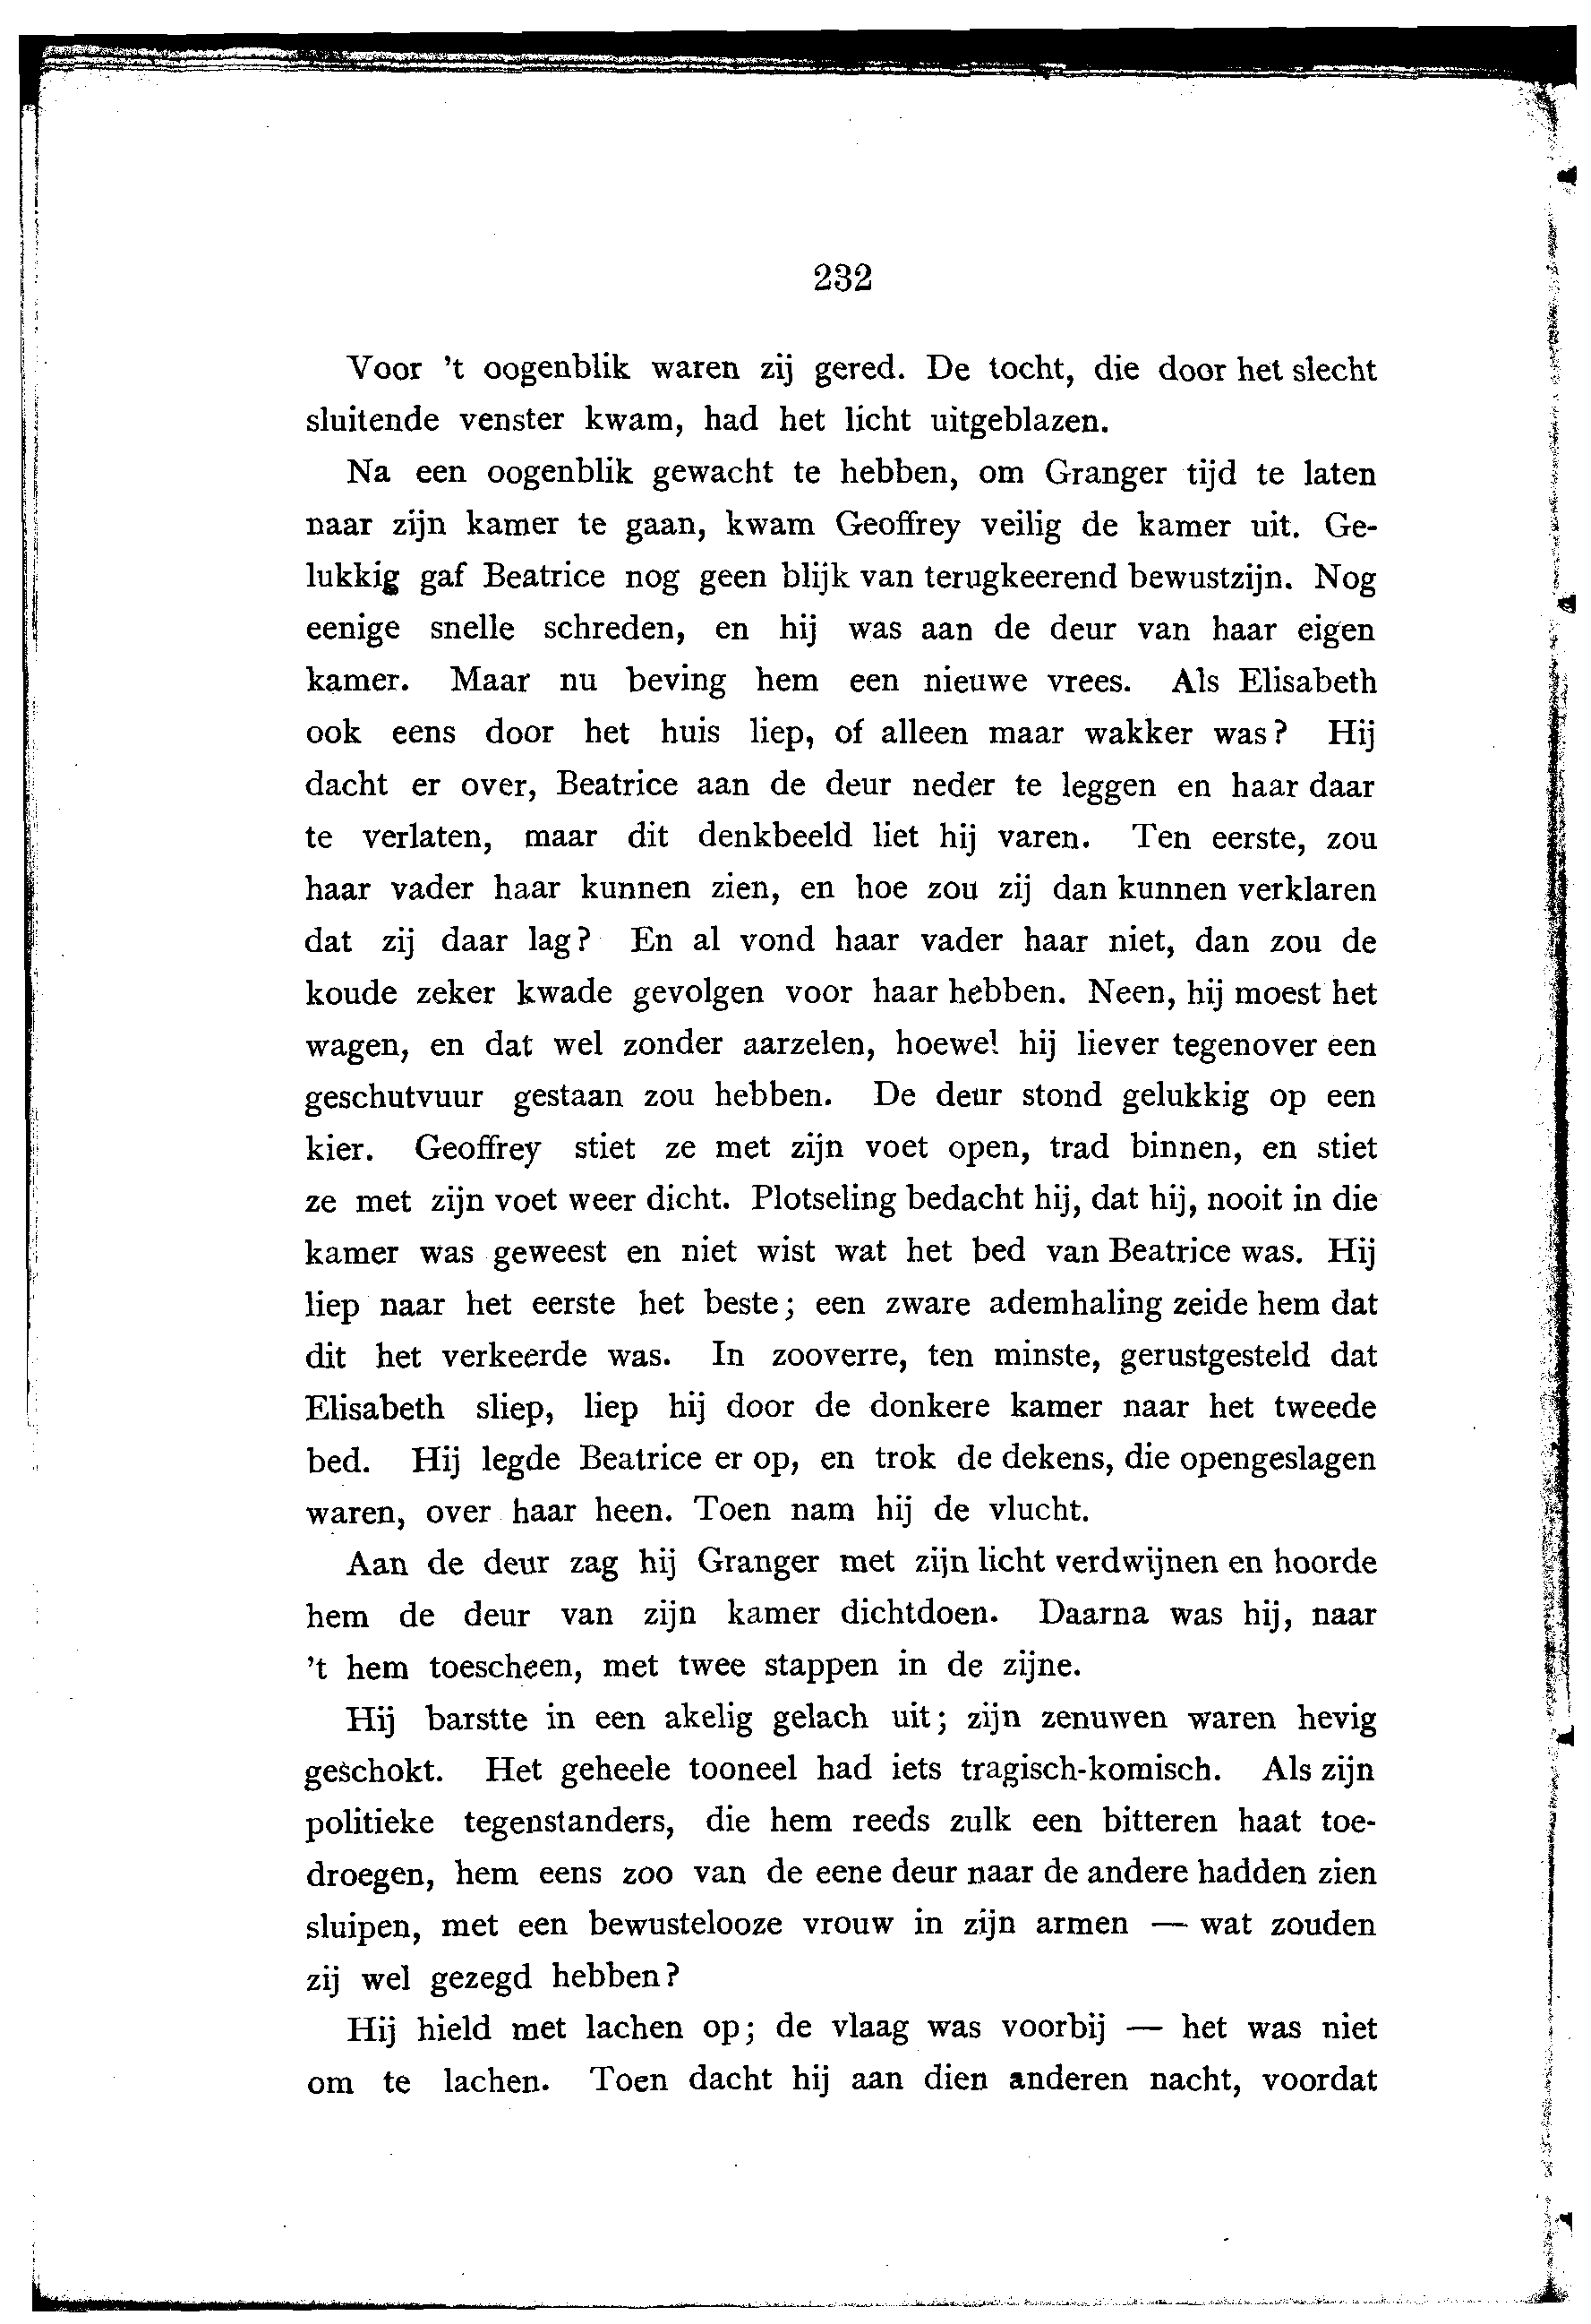 232
Voor 't oogenblik waren zij gered. De tocht, die door het slecht
sluitende venster kwam, had het licht uitgeblazen.
Na een oogenblik gewacht te hebben, om Granger tijd te laten
naar zijn kamer te gaan, kwam Geoffrey veilig de kamer uit. Ge-
lukkig gaf Beatrice nog geen blijk van terugkeerend bewustzijn. Nog
eenige snelle schreden, en hij was aan de deur van haar eigen
kamer. Maar nu beving hem een nieuwe vrees. Als Elisabeth
ook eens door het huis liep, of alleen maar wakker was? Hij
dacht er over, Beatrice aan de deur neder te leggen en haar daar
te verlaten, maar dit denkbeeld liet hij varen. Ten eerste, zou
haar vader haar kunnen zien, en hoe zou zij dan kunnen verklaren
dat zij daar lag? En al vond haar vader haar niet, dan zou de
koude zeker kwade gevolgen voor haar hebben. Neen, hij moest het
wagen, en dat wel zonder aarzelen, hoewel hij liever tegenover een
geschutvuur gestaan zou hebben. De deur stond gelukkig op een
kier. Geoffrey stiet ze met zijn voet open, trad binnen, en stiet
ze met zijn voet weer dicht. Plotseling bedacht hij, dat hij, nooit in die
kamer was geweest en niet wist wat het bed van Beatrice was. Hij
liep naar het eerste het beste; een zware ademhaling zeide hem dat
dit het verkeerde was. In zooverre, ten minste, gerustgesteld dat
Elisabeth sliep, liep hij door de donkere kamer naar het tweede
bed. Hij legde Beatrice er op, en trok de dekens, die opengeslagen
waren, over haar heen. Toen nam hij de vlucht.
Aan de deur zag hij Granger met zijn licht verdwijnen en hoorde
hem de deur van zijn kamer dichtdoen. Daarna was hij, naar
't hem toescheen, met twee stappen in de zijne.
Hij barstte in een akelig gelach uit; zijn zenuwen waren hevig
geschokt. Het geheele tooneel had iets tragisch-komisch. Als zijn
politieke tegenstanders, die hem reeds zulk een bitteren haat toe-
droegen, hem eens zoo van de eene deur naar de andere hadden zien
sluipen, met een bewustelooze vrouw in zijn armen — wat zouden
zij wel gezegd hebben?
Hij hield met lachen op; de vlaag was voorbij — het was niet
om te lachen. Toen dacht hij aan dien anderen nacht, voordat